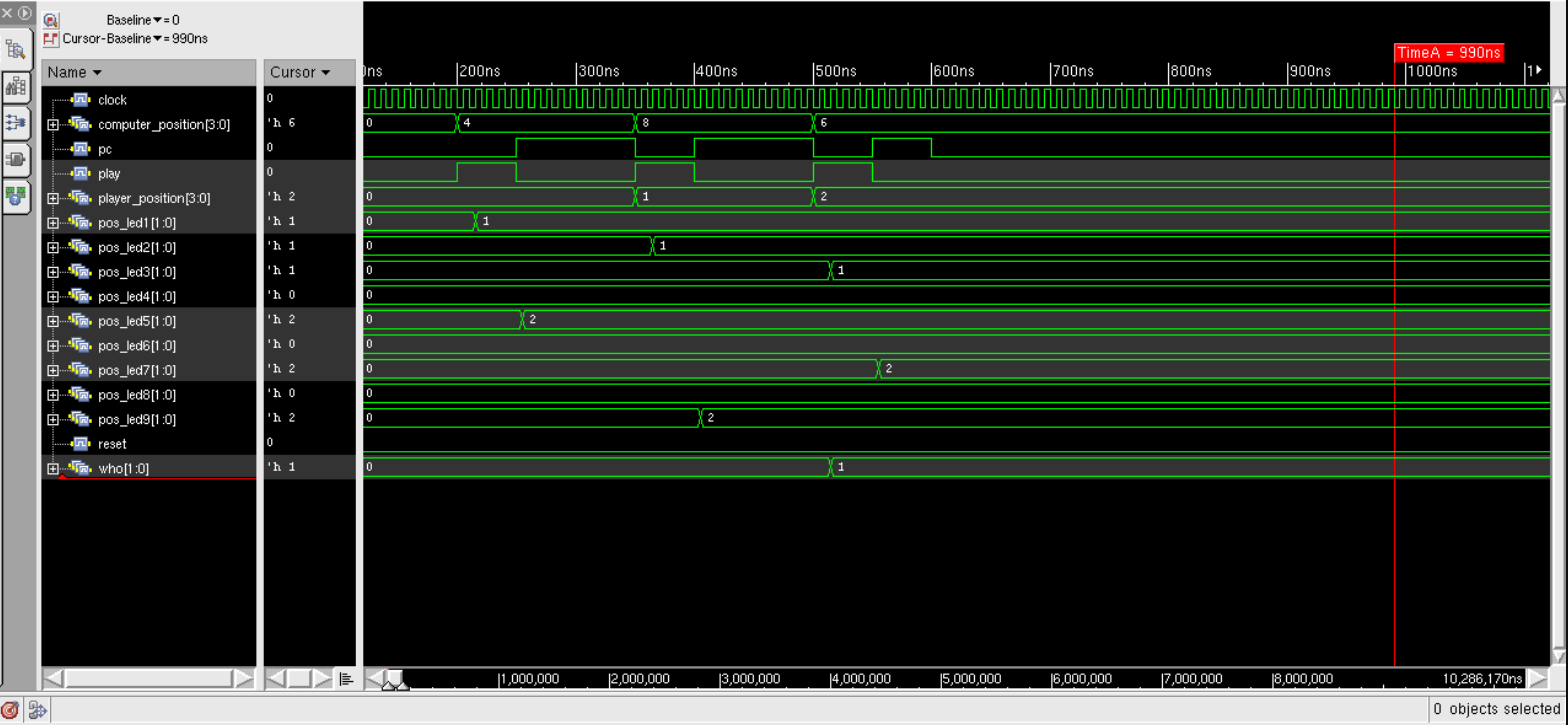 Baseline▼= 0
Cursor-Baseline▼= 990ns
TimeA = 990ns
Name Cursor 0ns 200ns 300ns 400ns 500ns 600ns 700ns 800ns 900ns 1000ns 1
clock 0
computer_position[3:0] 'h 6 0 4 8 6
pc 0
play 0
player_position[3:0] 'h 2 0 1 2
pos_led1[1:0] 'h 1 0 1
pos_led2[1:0] 'h 1 0 1
pos_led3[1:0] 'h 1 0 1
pos_led4[1:0] 'h 0 0
pos_led5[1:0] 'h 2 0 2
pos_led6[1:0] 'h 0 0
pos_led7[1:0] 'h 2 0 2
pos_led8[1:0] 'h 0 0
pos_led9[1:0] 'h 2 0 2
reset 0
who[1:0] 'h 1 0 1
1,000,000 2,000,000 3,000,000 4,000,000 5,000,000 6,000,000 7,000,000 8,000,000 10,286,170ns
0 objects selected